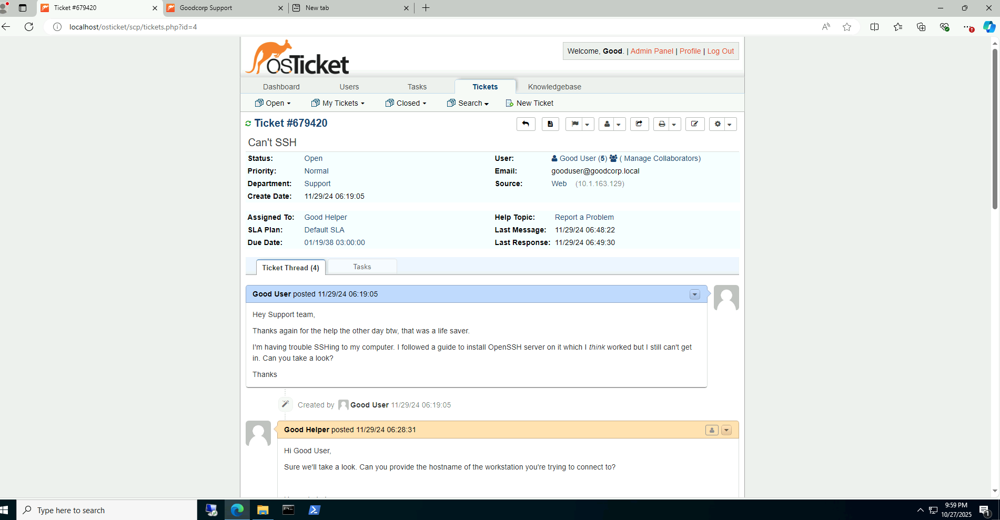 Ticket #679420
Goodcorp Support
New tab
localhost/osticket/scp/tickets.php?id=4
osTicket
Welcome, Good. | Admin Panel | Profile | Log Out
Dashboard
Users
Tasks
Tickets
Knowledgebase
Open
My Tickets
Closed
Search
New Ticket
Ticket #679420
Can't SSH
Status: Open
User: Good User (5) ( Manage Collaborators)
Priority: Normal
Email: gooduser@goodcorp.local
Department: Support
Source: Web (10.1.163.129)
Create Date: 11/29/24 06:19:05
Assigned To: Good Helper
Help Topic: Report a Problem
SLA Plan: Default SLA
Last Message: 11/29/24 06:48:22
Due Date: 01/19/38 03:00:00
Last Response: 11/29/24 06:49:30
Ticket Thread (4)
Tasks
Good User posted 11/29/24 06:19:05
Hey Support team,
Thanks again for the help the other day btw, that was a life saver.
I'm having trouble SSHing to my computer. I followed a guide to install OpenSSH server on it which I think worked but I still can't get
in. Can you take a look?
Thanks
Created by Good User 11/29/24 06:19:05
Good Helper posted 11/29/24 06:28:31
Hi Good User,
Sure we'll take a look. Can you provide the hostname of the workstation you're trying to connect to?
Type here to search
9:59 PM
10/27/2025
1